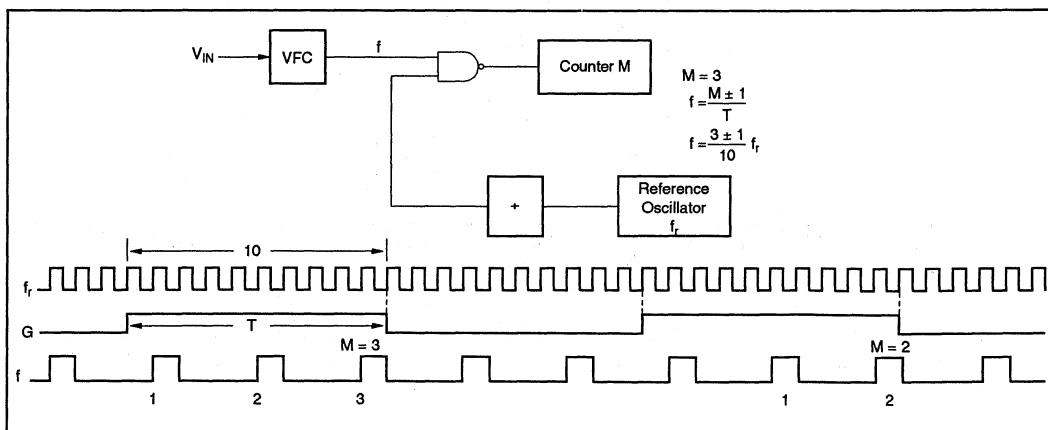 V_IN
VFC
f
Counter M
M = 3
f = M ± 1
T
f = 3 ± 1 f_r
10
+
Reference
Oscillator
f_r
10
f_r
T
G
M = 3
M = 2
f
1
2
3
1
2